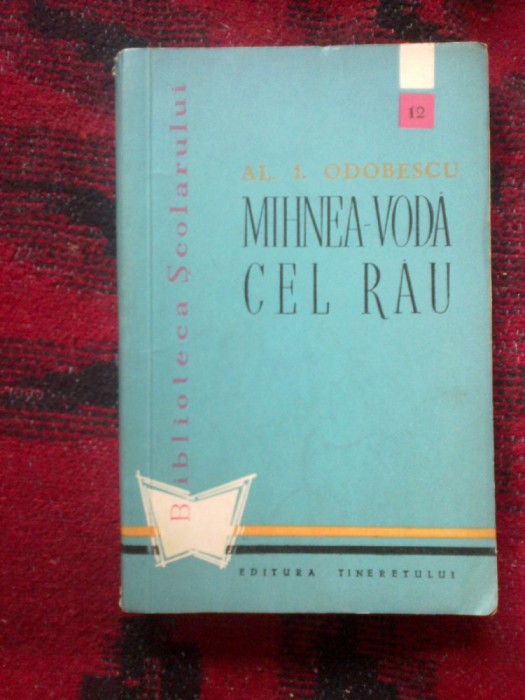 12
AL. I. ODOBESCU
MIHNEA-VODĂ
CEL RĂU
Biblioteca Școlarului
EDITURA TINERETULUI